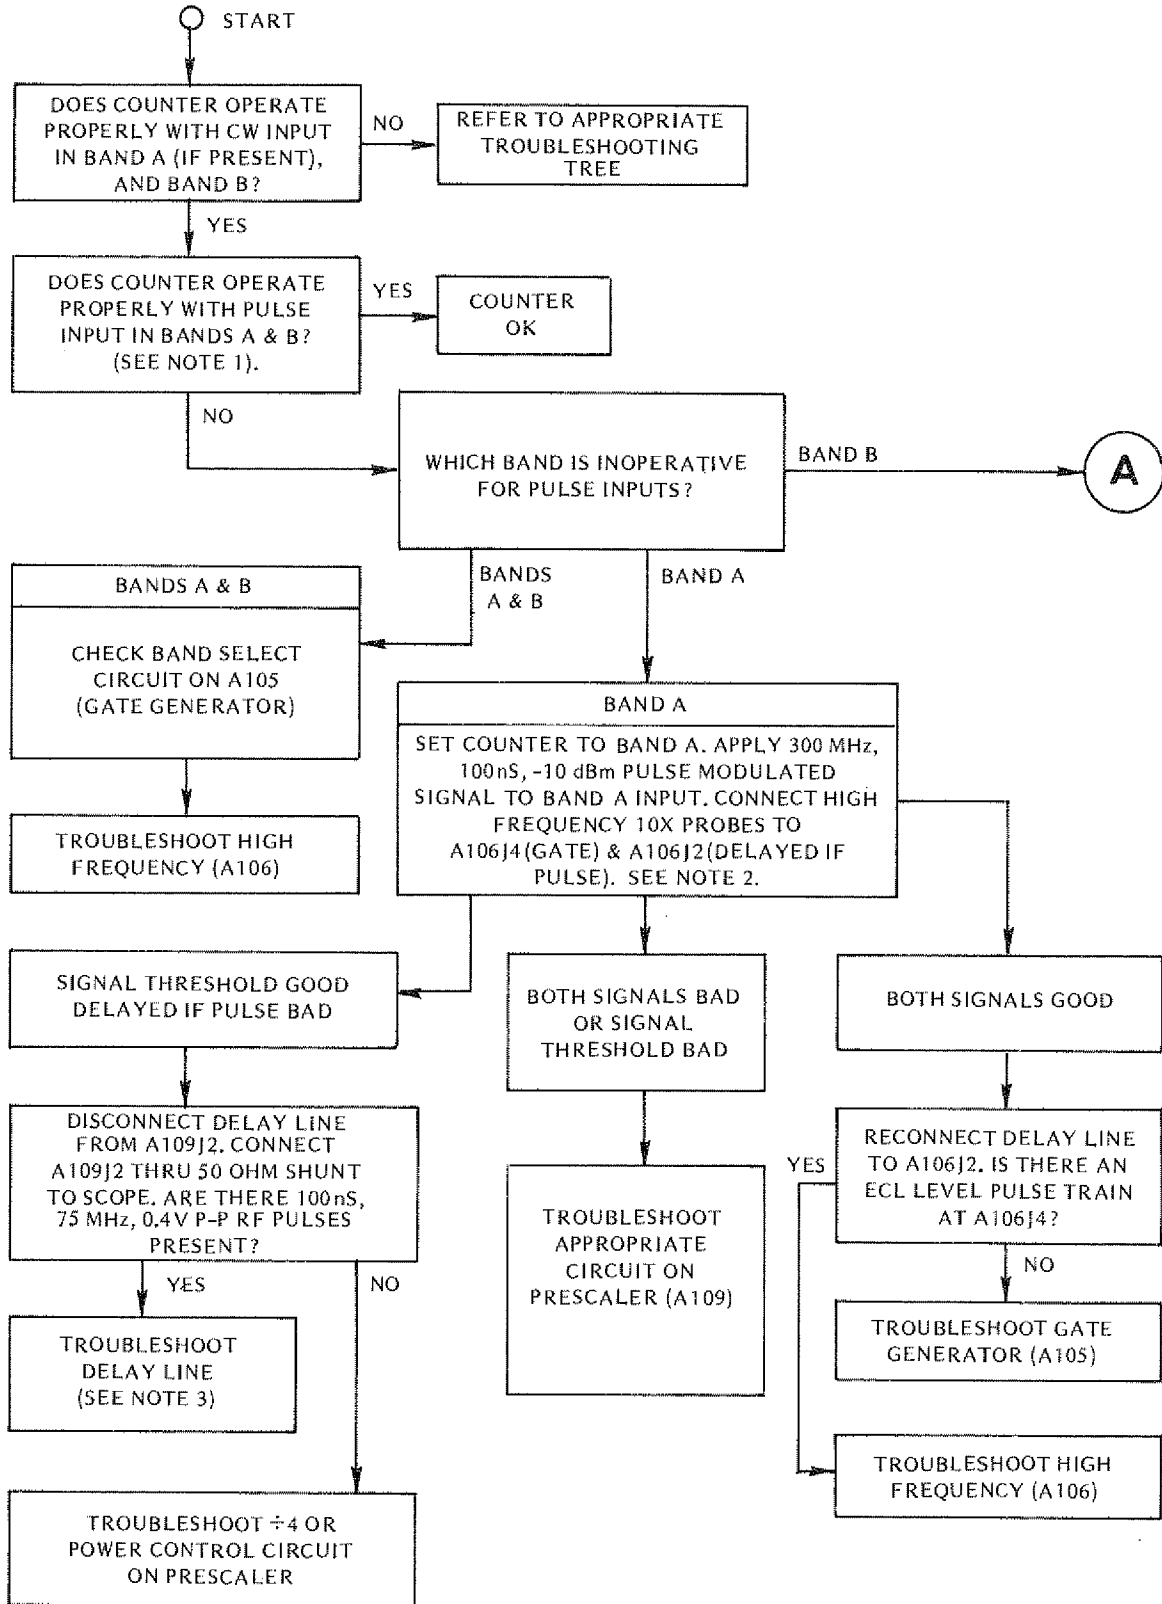 START
DOES COUNTER OPERATE
PROPERLY WITH CW INPUT
IN BAND A (IF PRESENT),
AND BAND B?
NO
REFER TO APPROPRIATE
TROUBLESHOOTING
TREE
YES
DOES COUNTER OPERATE
PROPERLY WITH PULSE
INPUT IN BANDS A & B?
(SEE NOTE 1).
YES
COUNTER
OK
NO
WHICH BAND IS INOPERATIVE
FOR PULSE INPUTS?
BAND B
A
BANDS
A & B
BAND A
BANDS A & B
CHECK BAND SELECT
CIRCUIT ON A105
(GATE GENERATOR)
TROUBLESHOOT HIGH
FREQUENCY (A106)
BAND A
SET COUNTER TO BAND A. APPLY 300 MHz,
100nS, -10 dBm PULSE MODULATED
SIGNAL TO BAND A INPUT. CONNECT HIGH
FREQUENCY 10X PROBES TO
A106J4 (GATE) & A106J2 (DELAYED IF
PULSE). SEE NOTE 2.
SIGNAL THRESHOLD GOOD
DELAYED IF PULSE BAD
BOTH SIGNALS BAD
OR SIGNAL
THRESHOLD BAD
BOTH SIGNALS GOOD
DISCONNECT DELAY LINE
FROM A109J2. CONNECT
A109J2 THRU 50 OHM SHUNT
TO SCOPE. ARE THERE 100nS,
75 MHz, 0.4V P-P RF PULSES
PRESENT?
YES
NO
TROUBLESHOOT
DELAY LINE
(SEE NOTE 3)
TROUBLESHOOT ÷4 OR
POWER CONTROL CIRCUIT
ON PRESCALER
TROUBLESHOOT
APPROPRIATE
CIRCUIT ON
PRESCALER (A109)
YES
RECONNECT DELAY LINE
TO A106J2. IS THERE AN
ECL LEVEL PULSE TRAIN
AT A106J4?
NO
TROUBLESHOOT GATE
GENERATOR (A105)
TROUBLESHOOT HIGH
FREQUENCY (A106)